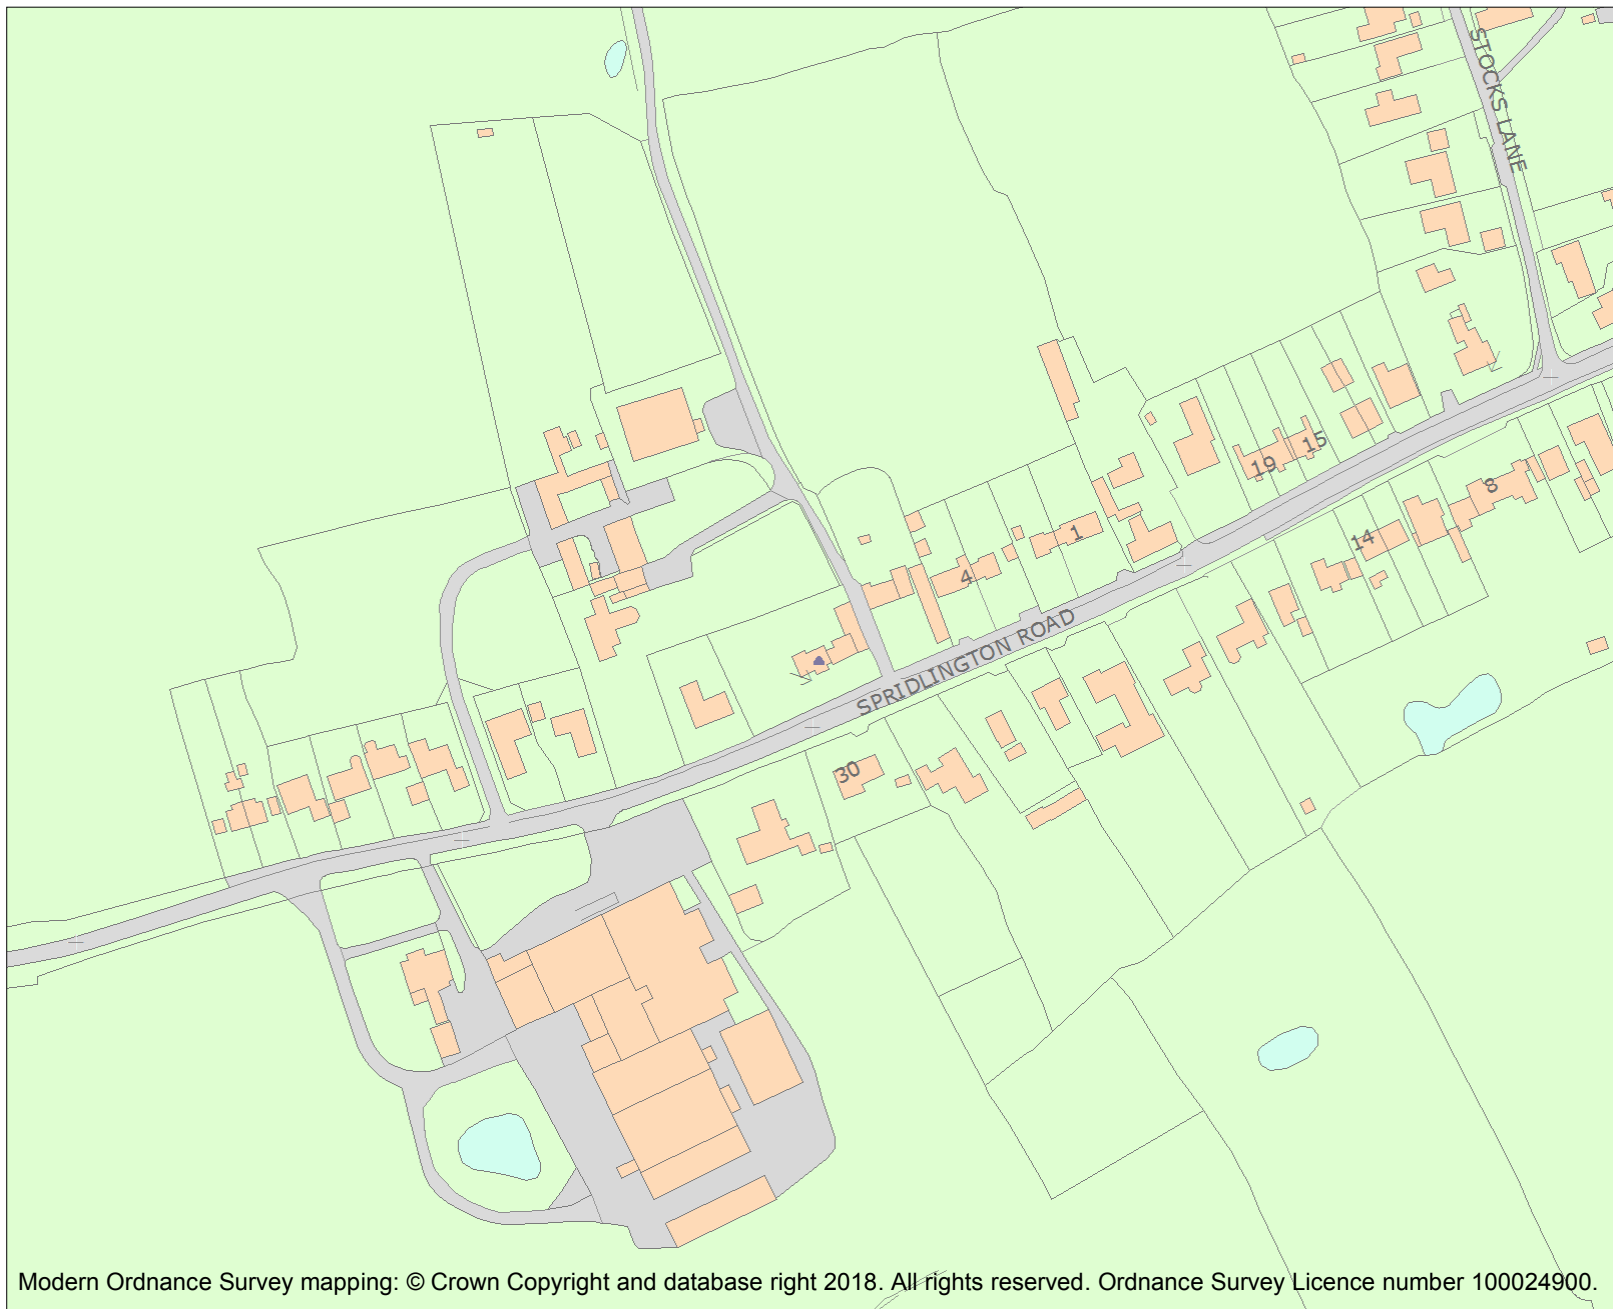 STOCKS LANE
19
15
8
1
14
4
SPRIDLINGTON ROAD
30
Modern Ordnance Survey mapping: © Crown Copyright and database right 2018. All rights reserved. Ordnance Survey Licence number 100024900.